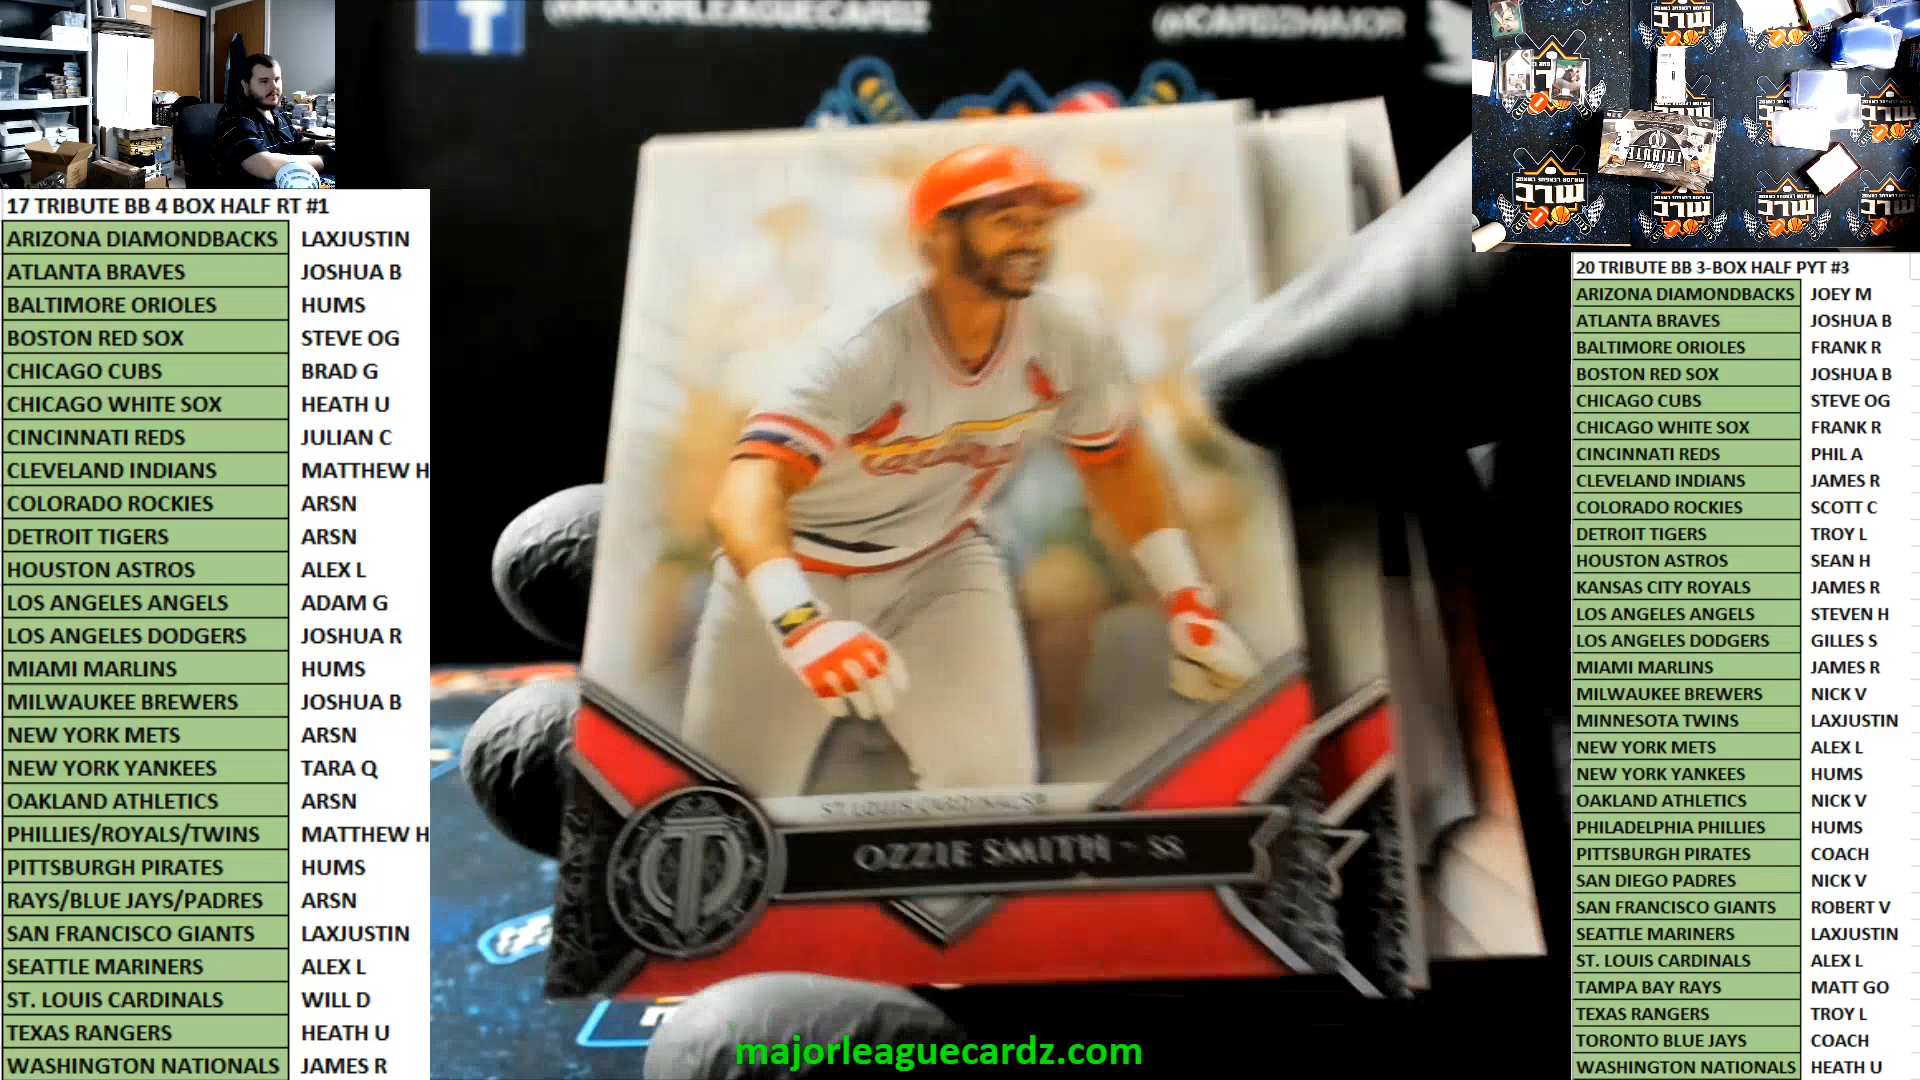 @MAJORLEAGUECARDZ
@CARDZMAJOR
17 TRIBUTE BB 4 BOX HALF RT #1
ARIZONA DIAMONDBACKS LAXJUSTIN
ATLANTA BRAVES JOSHUA B
BALTIMORE ORIOLES HUMS
BOSTON RED SOX STEVE OG
CHICAGO CUBS BRAD G
CHICAGO WHITE SOX HEATH U
CINCINNATI REDS JULIAN C
CLEVELAND INDIANS MATTHEW H
COLORADO ROCKIES ARSN
DETROIT TIGERS ARSN
HOUSTON ASTROS ALEX L
LOS ANGELES ANGELS ADAM G
LOS ANGELES DODGERS JOSHUA R
MIAMI MARLINS HUMS
MILWAUKEE BREWERS JOSHUA B
NEW YORK METS ARSN
NEW YORK YANKEES TARA Q
OAKLAND ATHLETICS ARSN
PHILLIES/ROYALS/TWINS MATTHEW H
PITTSBURGH PIRATES HUMS
RAYS/BLUE JAYS/PADRES ARSN
SAN FRANCISCO GIANTS LAXJUSTIN
SEATTLE MARINERS ALEX L
ST. LOUIS CARDINALS WILL D
TEXAS RANGERS HEATH U
WASHINGTON NATIONALS JAMES R
Cardinals
1
ST. LOUIS CARDINALS
OZZIE SMITH - SS
T
majorleaguecardz.com
MLC
TOPPS
TRIBUTE
20 TRIBUTE BB 3-BOX HALF PYT #3
ARIZONA DIAMONDBACKS JOEY M
ATLANTA BRAVES JOSHUA B
BALTIMORE ORIOLES FRANK R
BOSTON RED SOX JOSHUA B
CHICAGO CUBS STEVE OG
CHICAGO WHITE SOX FRANK R
CINCINNATI REDS PHIL A
CLEVELAND INDIANS JAMES R
COLORADO ROCKIES SCOTT C
DETROIT TIGERS TROY L
HOUSTON ASTROS SEAN H
KANSAS CITY ROYALS JAMES R
LOS ANGELES ANGELS STEVEN H
LOS ANGELES DODGERS GILLES S
MIAMI MARLINS JAMES R
MILWAUKEE BREWERS NICK V
MINNESOTA TWINS LAXJUSTIN
NEW YORK METS ALEX L
NEW YORK YANKEES HUMS
OAKLAND ATHLETICS NICK V
PHILADELPHIA PHILLIES HUMS
PITTSBURGH PIRATES COACH
SAN DIEGO PADRES NICK V
SAN FRANCISCO GIANTS ROBERT V
SEATTLE MARINERS LAXJUSTIN
ST. LOUIS CARDINALS ALEX L
TAMPA BAY RAYS MATT GO
TEXAS RANGERS TROY L
TORONTO BLUE JAYS COACH
WASHINGTON NATIONALS HEATH U